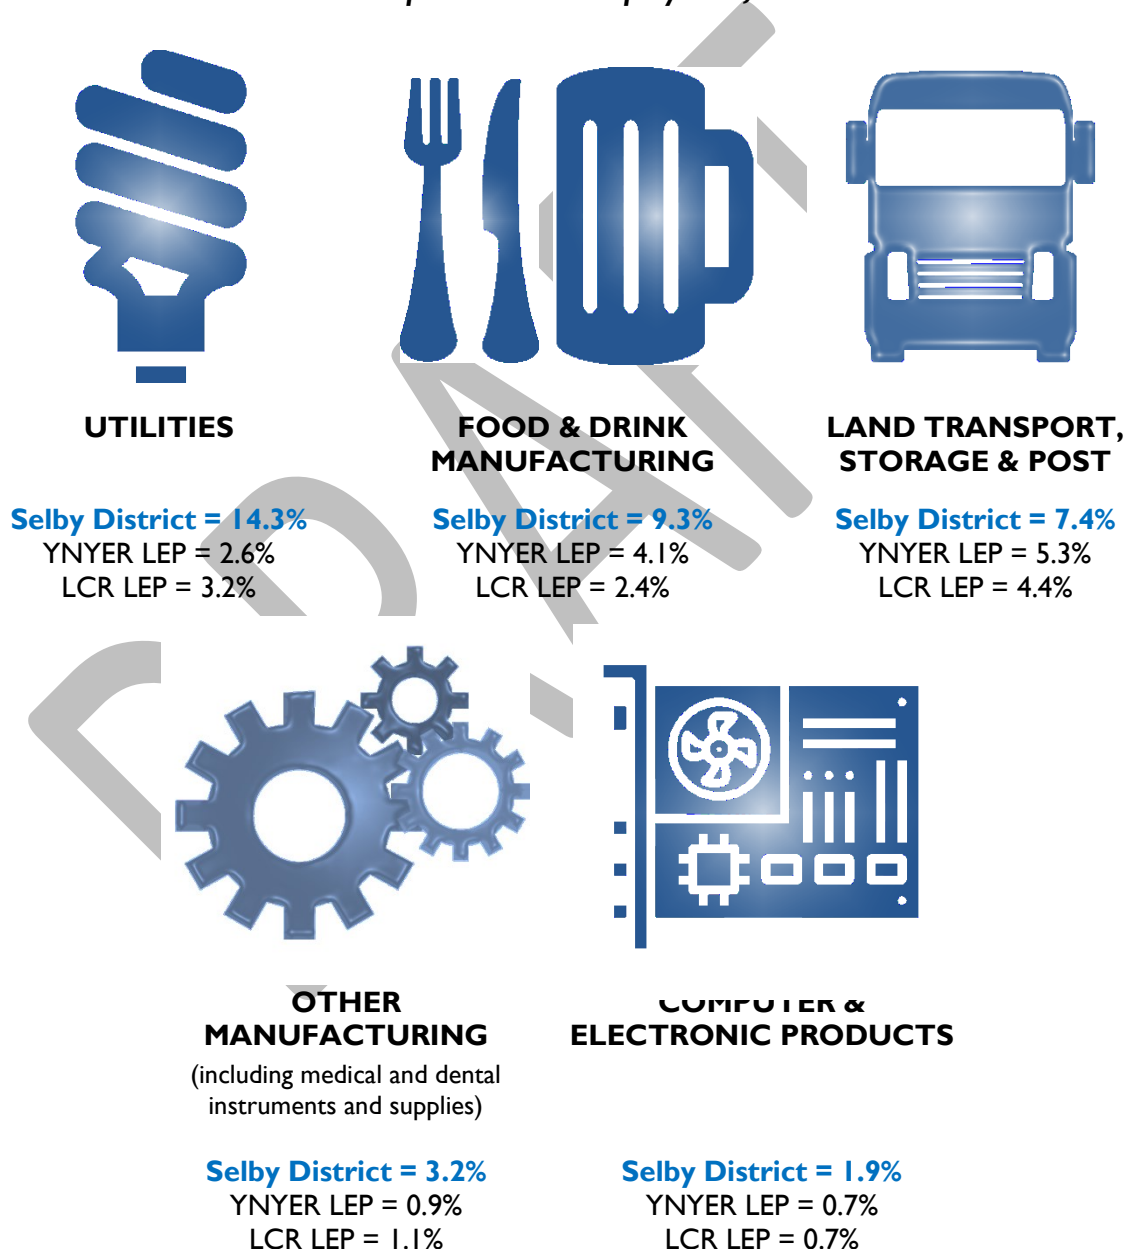 UTILITIES
FOOD & DRINK
MANUFACTURING
LAND TRANSPORT,
STORAGE & POST
Selby District = 14.3%
YNYER LEP = 2.6%
LCR LEP = 3.2%
Selby District = 9.3%
YNYER LEP = 4.1%
LCR LEP = 2.4%
Selby District = 7.4%
YNYER LEP = 5.3%
LCR LEP = 4.4%
OTHER
MANUFACTURING
(including medical and dental
instruments and supplies)
Selby District = 3.2%
YNYER LEP = 0.9%
LCR LEP = 1.1%
COMPUTER &
ELECTRONIC PRODUCTS
Selby District = 1.9%
YNYER LEP = 0.7%
LCR LEP = 0.7%
DRAFT